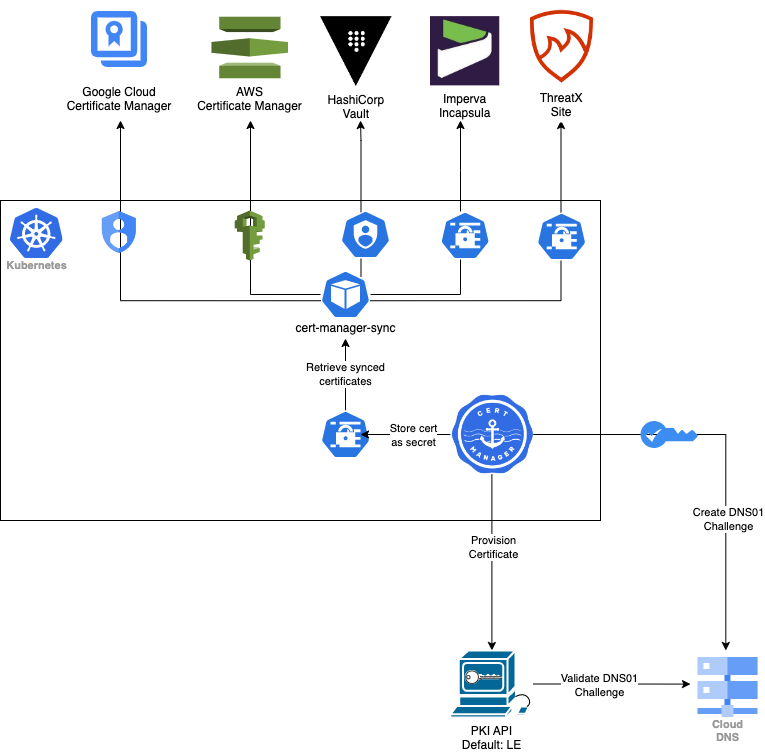 Google Cloud
Certificate Manager
AWS
Certificate Manager
HashiCorp
Vault
Imperva
Incapsula
ThreatX
Site
Kubernetes
cert-manager-sync
Retrieve synced
certificates
Store cert
as secret
CERT
MANAGER
Create DNS01
Challenge
Provision
Certificate
Validate DNS01
Challenge
PKI API
Default: LE
Cloud
DNS